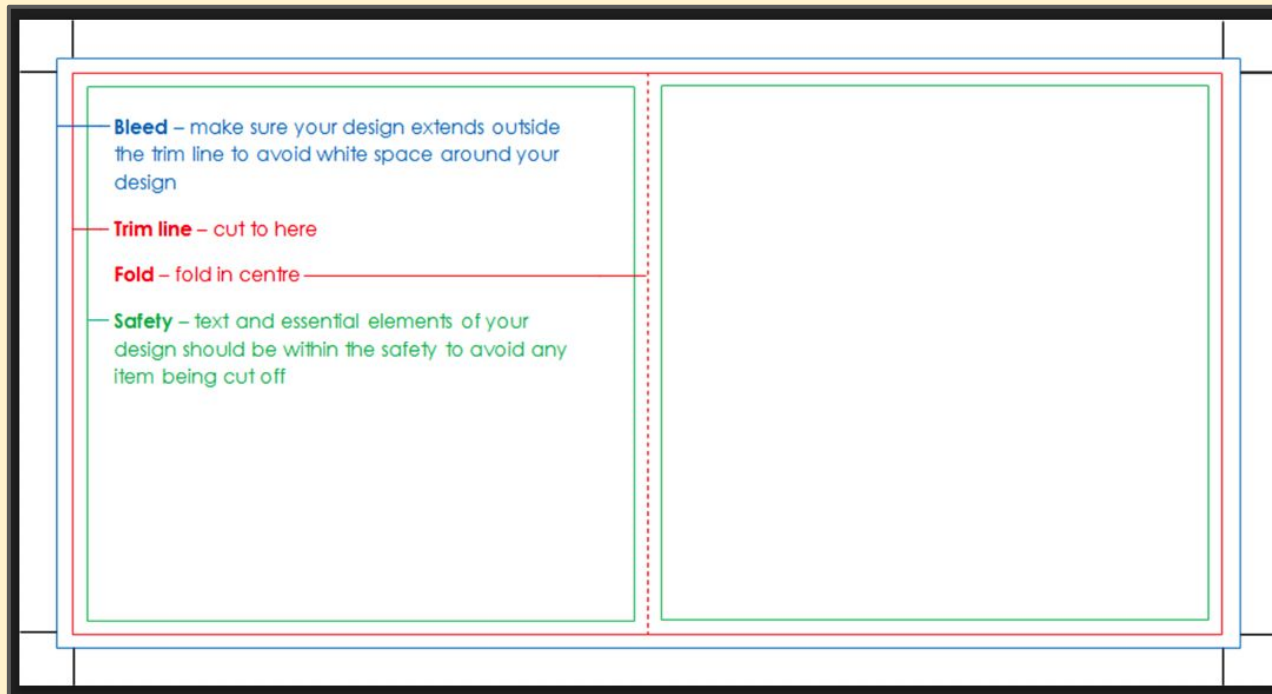 Bleed – make sure your design extends outside
the trim line to avoid white space around your
design
Trim line – cut to here
Fold – fold in centre
Safety – text and essential elements of your
design should be within the safety to avoid any
item being cut off